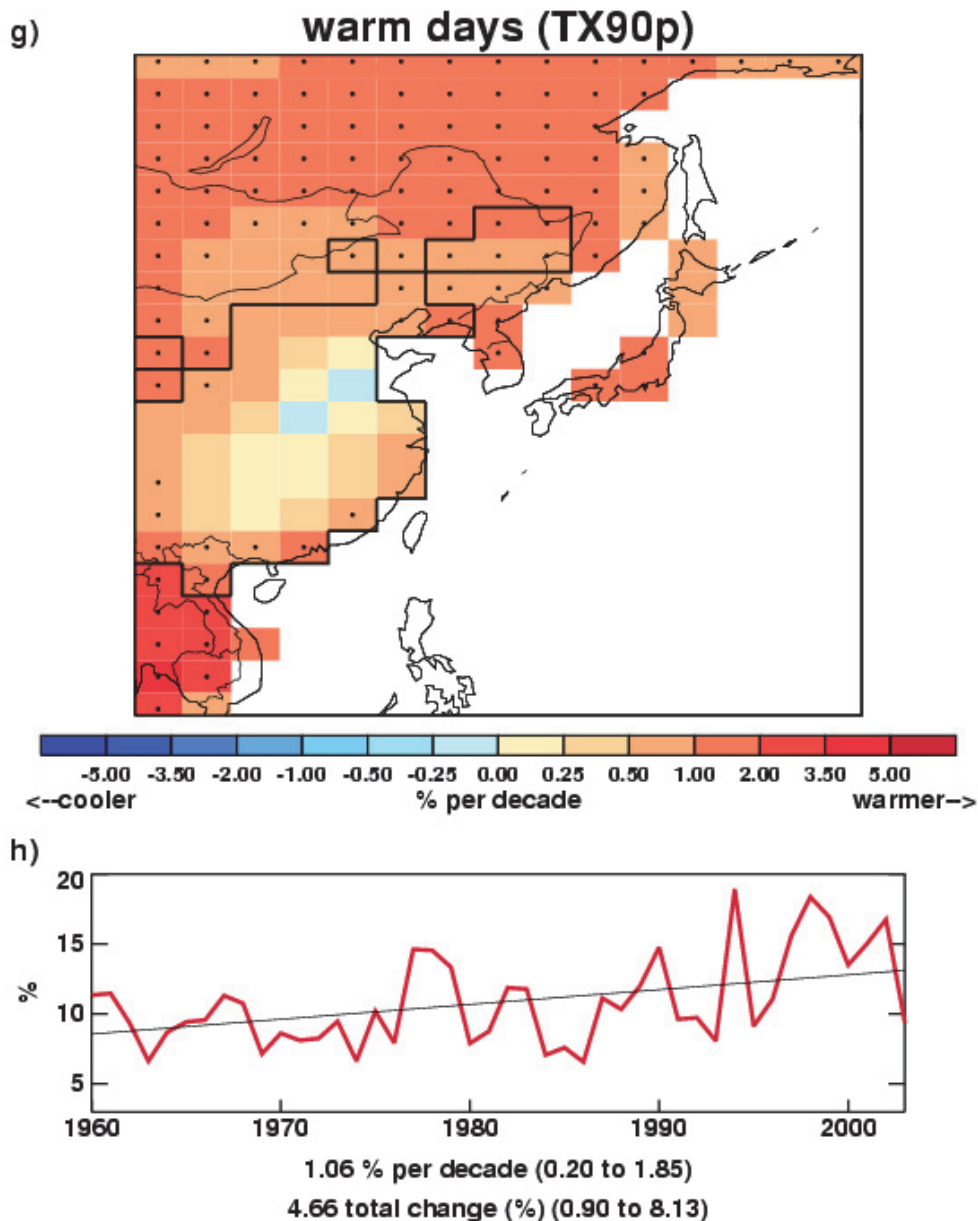 g)
warm days (TX90p)
-5.00 -3.50 -2.00 -1.00 -0.50 -0.25 0.00 0.25 0.50 1.00 2.00 3.50 5.00
<--cooler % per decade warmer-->
h)
20
15
10
5
%
1960 1970 1980 1990 2000
1.06 % per decade (0.20 to 1.85)
4.66 total change (%) (0.90 to 8.13)